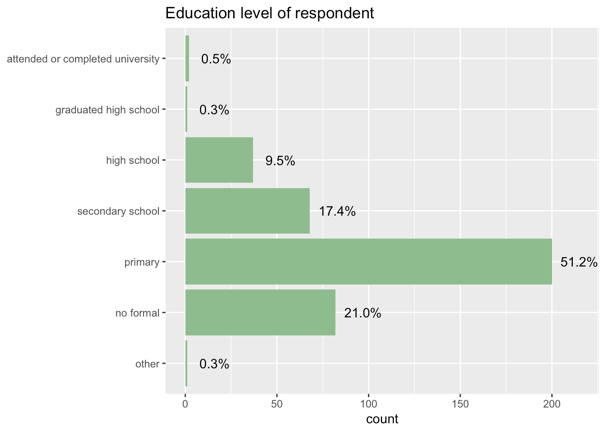 Education level of respondent
attended or completed university
0.5%
graduated high school
0.3%
high school
9.5%
secondary school
17.4%
primary
51.2%
no formal
21.0%
other
0.3%
0
50
100
150
200
count